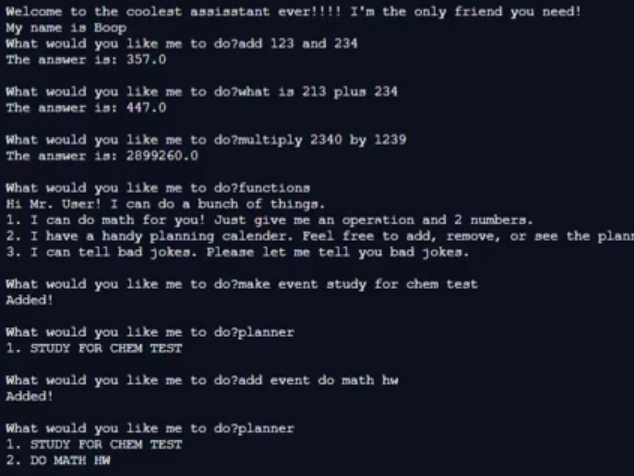 Welcome to the coolest assisstant ever!!!! I'm the only friend you need!
My name is Boop
What would you like me to do?add 123 and 234
The answer is: 357.0
What would you like me to do?what is 213 plus 234
The answer is: 447.0
What would you like me to do?multiply 2340 by 1239
The answer is: 2899260.0
What would you like me to do?functions
Hi Mr. User! I can do a bunch of things.
1. I can do math for you! Just give me an operation and 2 numbers.
2. I have a handy planning calender. Feel free to add, remove, or see the plann
3. I can tell bad jokes. Please let me tell you bad jokes.
What would you like me to do?make event study for chem test
Added!
What would you like me to do?planner
1. STUDY FOR CHEM TEST
What would you like me to do?add event do math hw
Added!
What would you like me to do?planner
1. STUDY FOR CHEM TEST
2. DO MATH HW